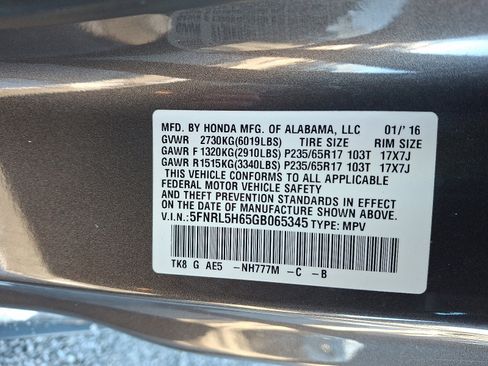 MFD. BY HONDA MFG. OF ALABAMA, LLC 01/'16
GVWR 2730KG(6019LBS) TIRE SIZE RIM SIZE
GAWR F 1320KG(2910LBS) P235/65R17 103T 17X7J
GAWR R1515KG(3340LBS) P235/65R17 103T 17X7J
THIS VEHICLE CONFORMS TO ALL APPLICABLE
FEDERAL MOTOR VEHICLE SAFETY
AND THEFT PREVENTION STANDARDS IN EFFECT
ON THE DATE OF MANUFACTURE SHOWN ABOVE.
V.I.N.: 5FNRL5H65GB065345 TYPE: MPV
TK8 G AE5 -NH777M -C -B